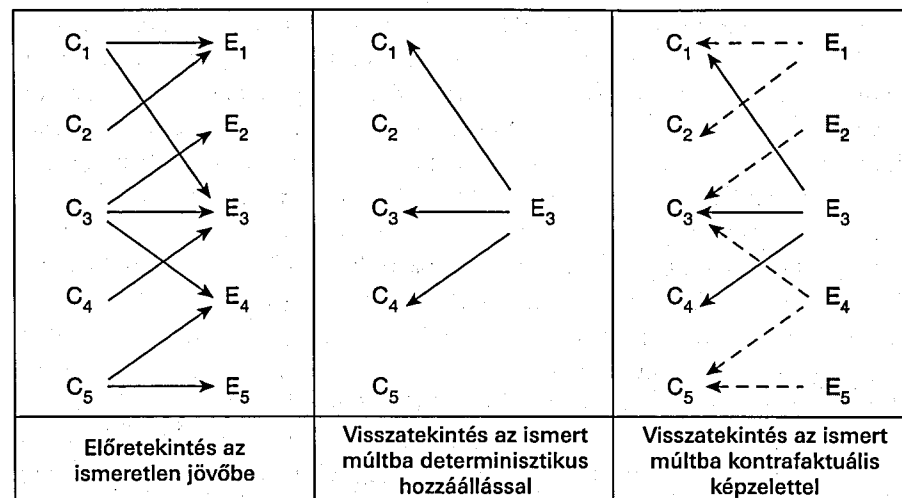 C₁ E₁
C₂ E₂
C₃ E₃
C₄ E₄
C₅ E₅
Előretekintés az
ismeretlen jövőbe
C₁
C₂
C₃ E₃
C₄
C₅
Visszatekintés az ismert
múltba determinisztikus
hozzáállással
C₁ E₁
C₂ E₂
C₃ E₃
C₄ E₄
C₅ E₅
Visszatekintés az ismert
múltba kontrafaktuális
képzelettel